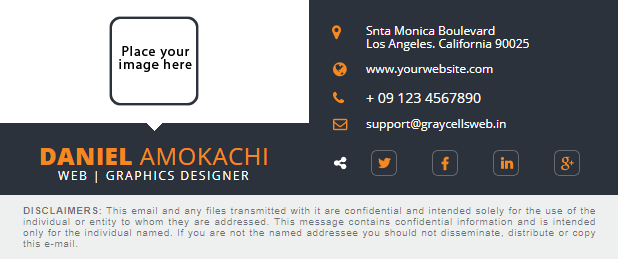 Place your
image here
DANIEL AMOKACHI
WEB | GRAPHICS DESIGNER
Snta Monica Boulevard
Los Angeles. California 90025
www.yourwebsite.com
+ 09 123 4567890
support@graycellsweb.in
DISCLAIMERS: This email and any files transmitted with it are confidential and intended solely for the use of the
individual or entity to whom they are addressed. This message contains confidential information and is intended
only for the individual named. If you are not the named addressee you should not disseminate, distribute or copy
this e-mail.